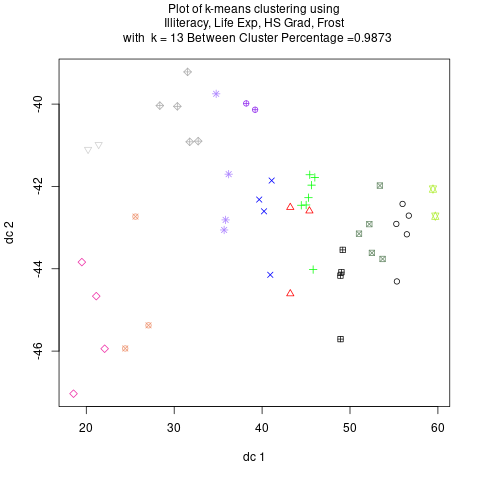 Plot of k-means clustering using
Illiteracy, Life Exp, HS Grad, Frost
with  k = 13 Between Cluster Percentage =0.9873
-40
-42
-44
-46
dc 2
20
30
40
50
60
dc 1